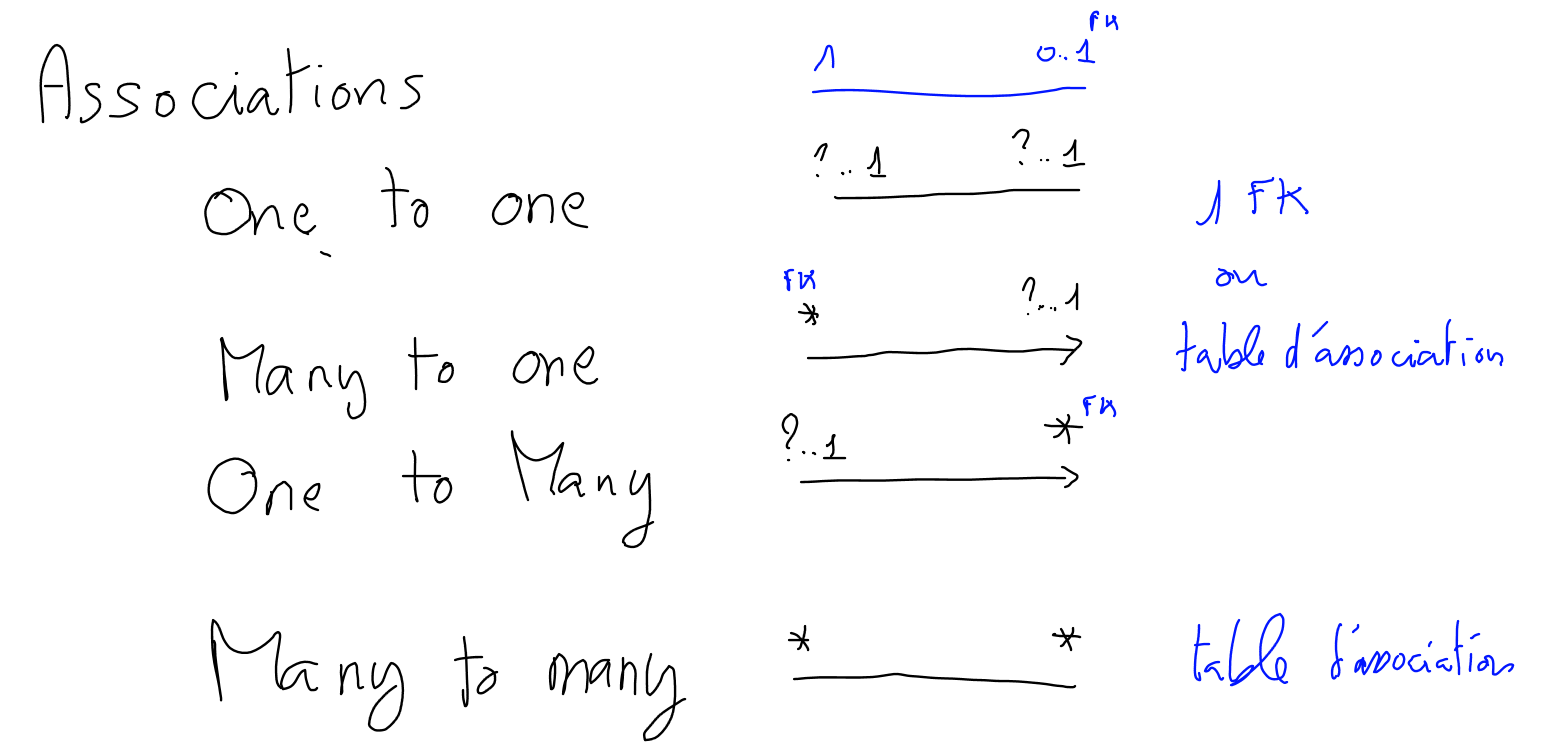 Associations
1 0..1 FK
One to one
?..1 ?..1
1 FK
ou
table d'association
Many to one
FK * ?...1
One to Many
?..1 * FK
Many to many
* *
table d'association